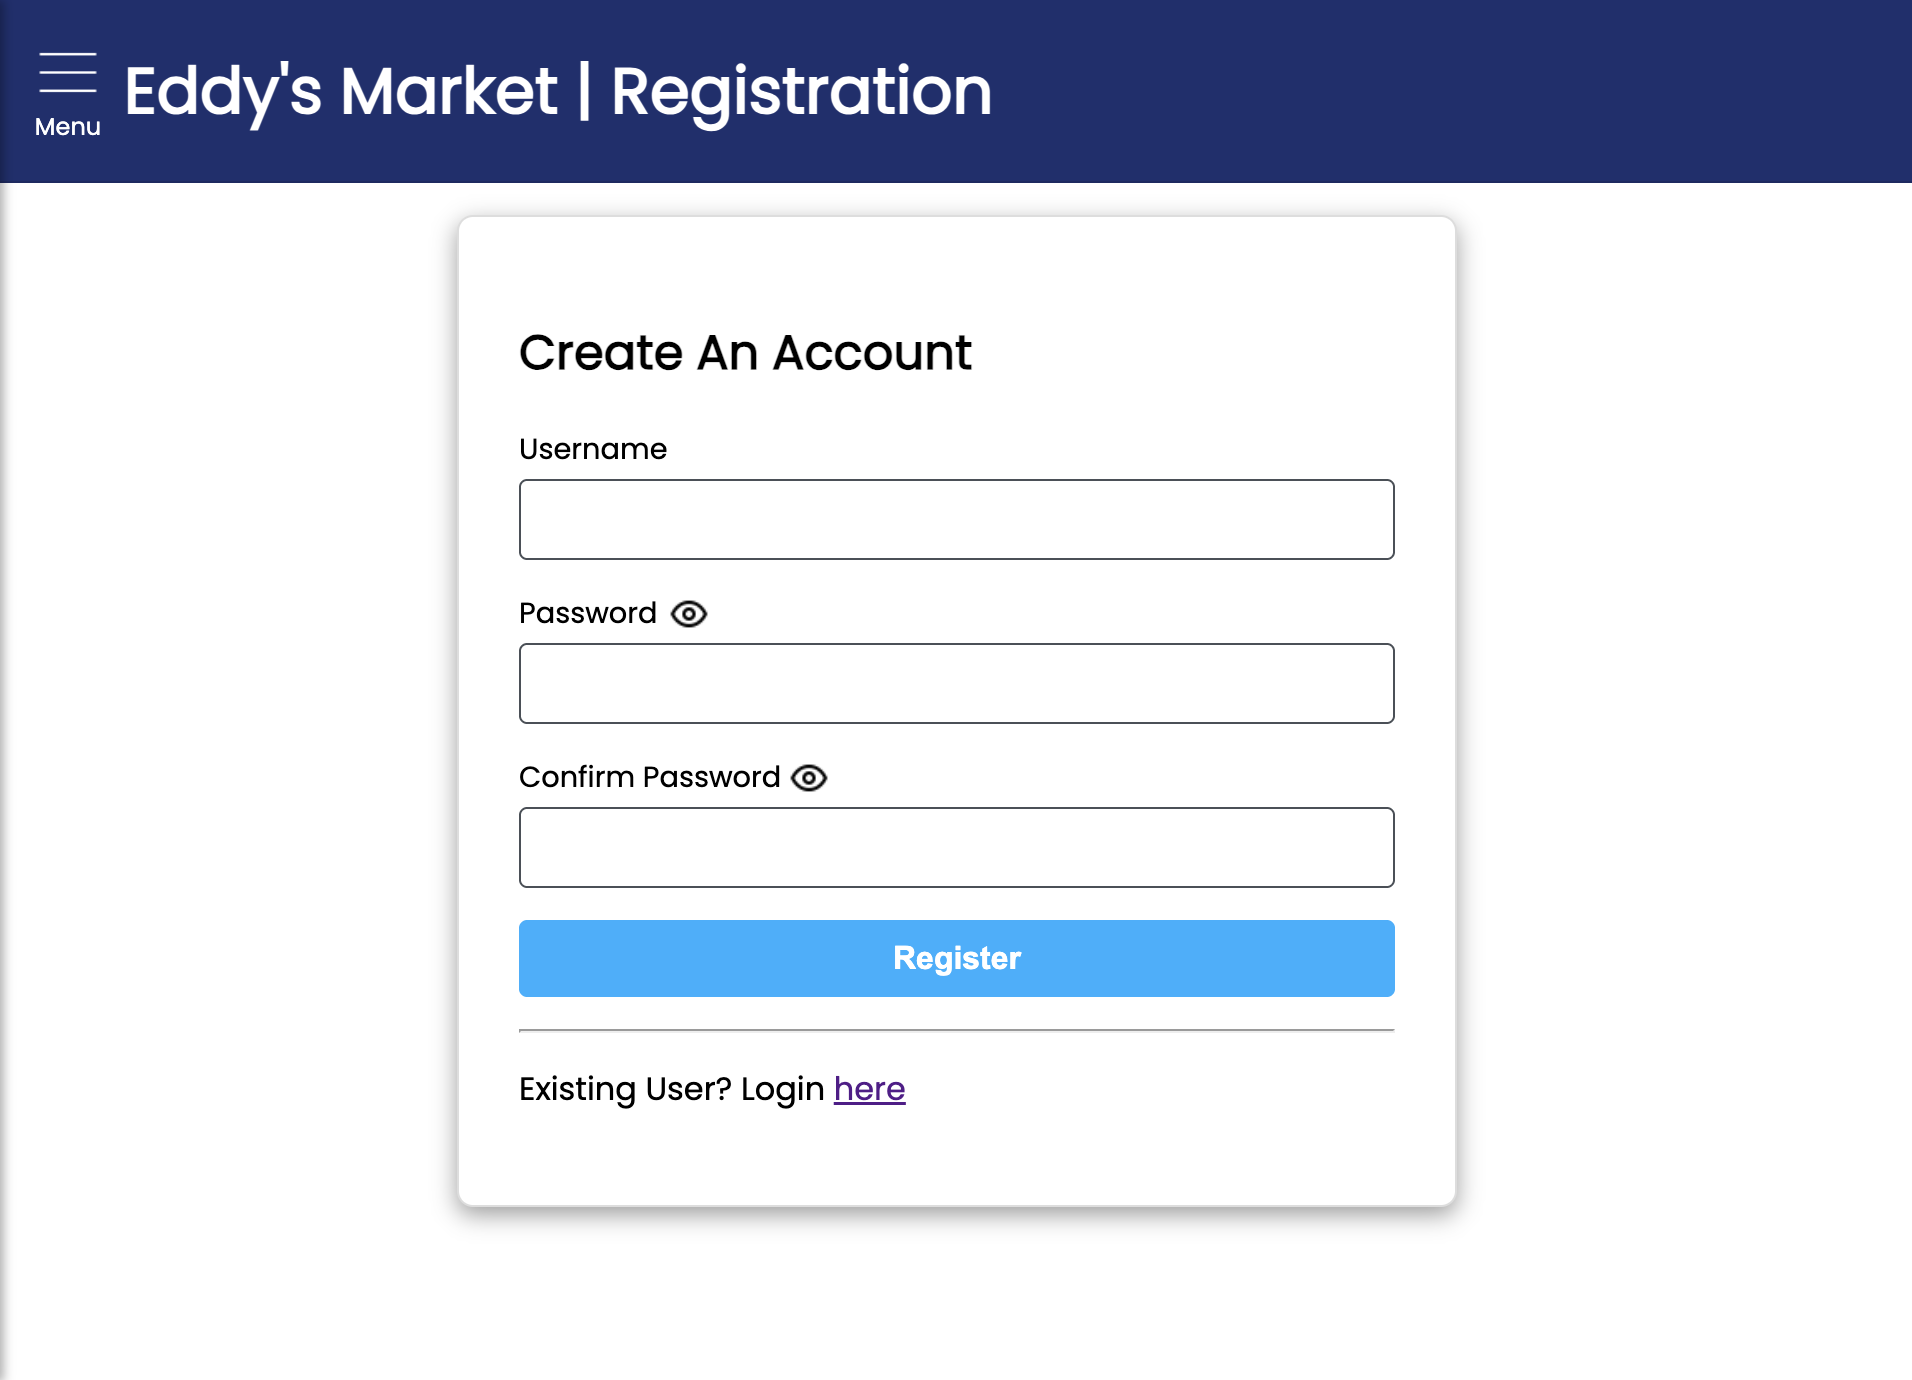 Menu
Eddy's Market | Registration
Create An Account
Username
Password
Confirm Password
Register
Existing User? Login here